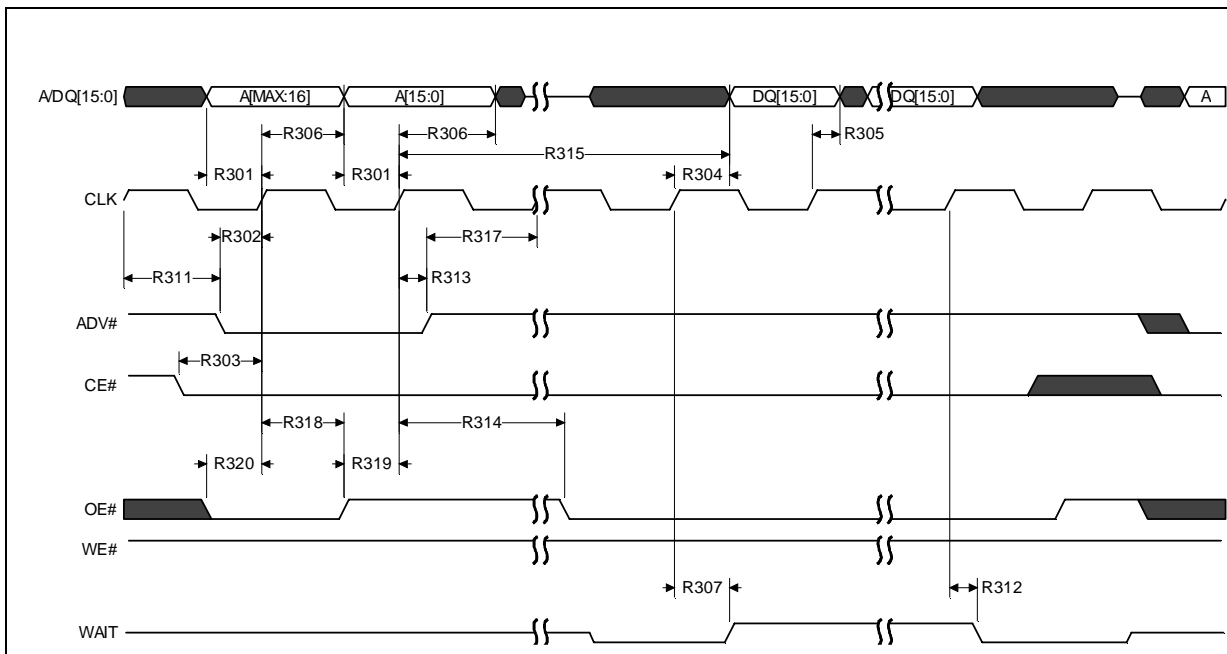 A/DQ[15:0] A[MAX:16] A[15:0] DQ[15:0] DQ[15:0] A
R306 R306 R305
R315
R301 R301 R304
CLK
R302 R317
R311 R313
ADV#
R303
CE#
R318 R314
R320 R319
OE#
WE#
R307 R312
WAIT